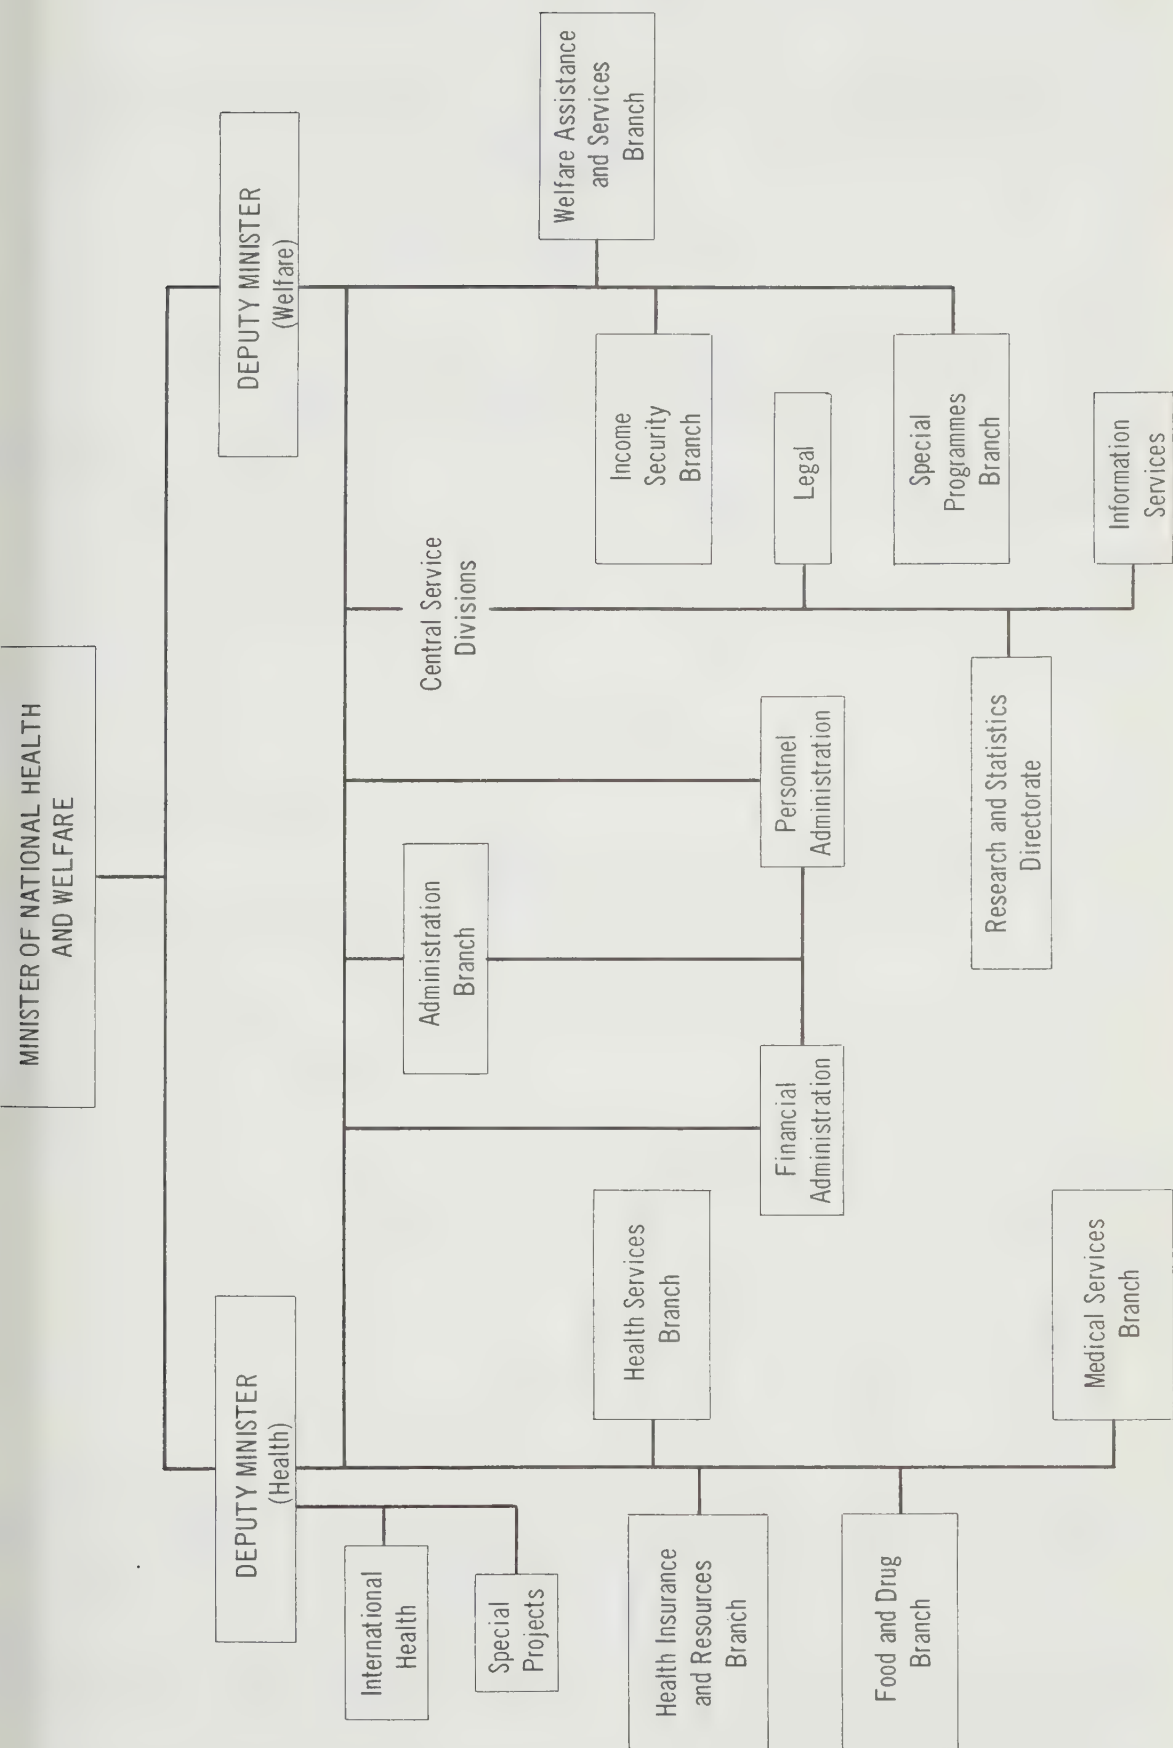 MINISTER OF NATIONAL HEALTH
AND WELFARE
DEPUTY MINISTER
(Health)
DEPUTY MINISTER
(Welfare)
International
Health
Special
Projects
Health Insurance
and Resources
Branch
Food and Drug
Branch
Health Services
Branch
Medical Services
Branch
Financial
Administration
Administration
Branch
Personnel
Administration
Central Service
Divisions
Research and Statistics
Directorate
Legal
Information
Services
Income
Security
Branch
Special
Programmes
Branch
Welfare Assistance
and Services
Branch